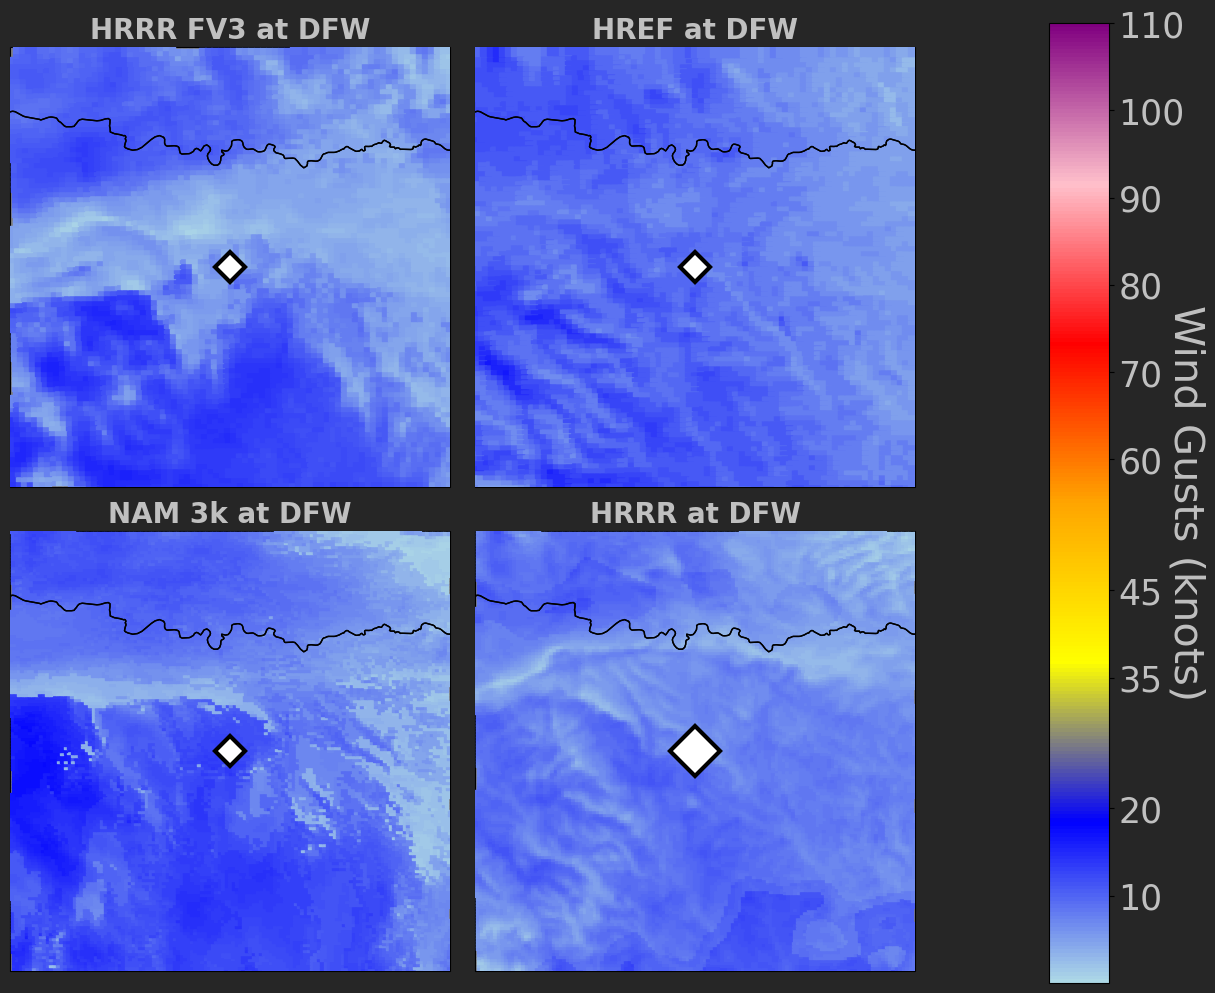 HRRR FV3 at DFW
HREF at DFW
NAM 3k at DFW
HRRR at DFW
110
100
90
80
70
60
45
35
20
10
Wind Gusts (knots)